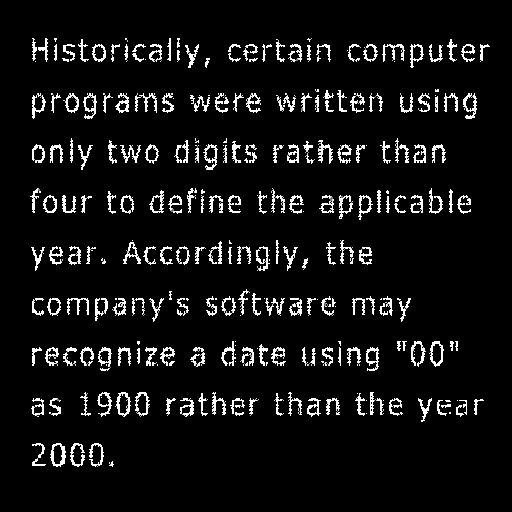 Historically, certain computer
programs were written using
only two digits rather than
four to define the applicable
year. Accordingly, the
company's software may
recognize a date using "00"
as 1900 rather than the year
2000.